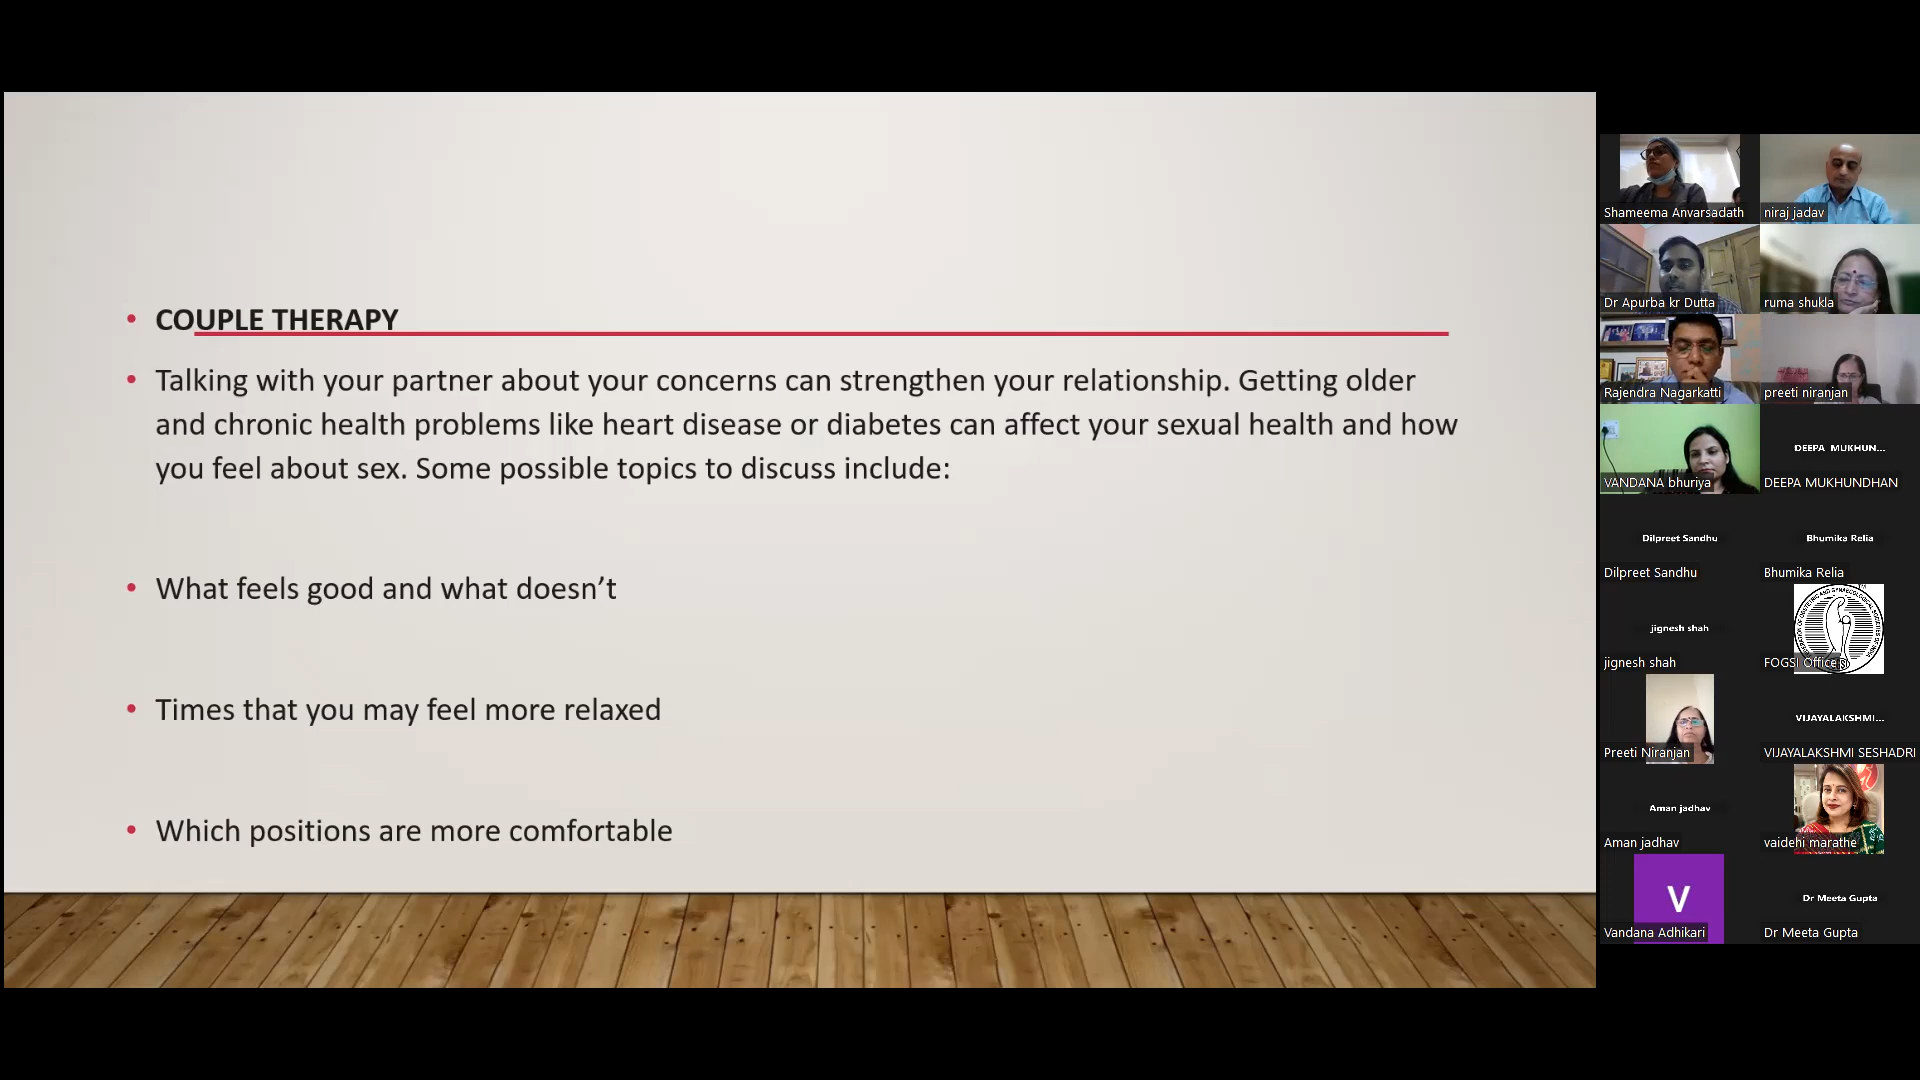 • COUPLE THERAPY
• Talking with your partner about your concerns can strengthen your relationship. Getting older
and chronic health problems like heart disease or diabetes can affect your sexual health and how
you feel about sex. Some possible topics to discuss include:
• What feels good and what doesn’t
• Times that you may feel more relaxed
• Which positions are more comfortable
Shameema Anvarsadath
niraj jadav
Dr Apurba kr Dutta
ruma shukla
Rajendra Nagarkatti
preeti niranjan
VANDANA bhuriya
DEEPA MUKHUN...
DEEPA MUKHUNDHAN
Dilpreet Sandhu
Dilpreet Sandhu
Bhumika Relia
Bhumika Relia
jignesh shah
jignesh shah
FOGSI Office
Preeti Niranjan
VIJAYALAKSHMI...
VIJAYALAKSHMI SESHADRI
Aman jadhav
Aman jadhav
vaidehi marathe
V
Vandana Adhikari
Dr Meeta Gupta
Dr Meeta Gupta